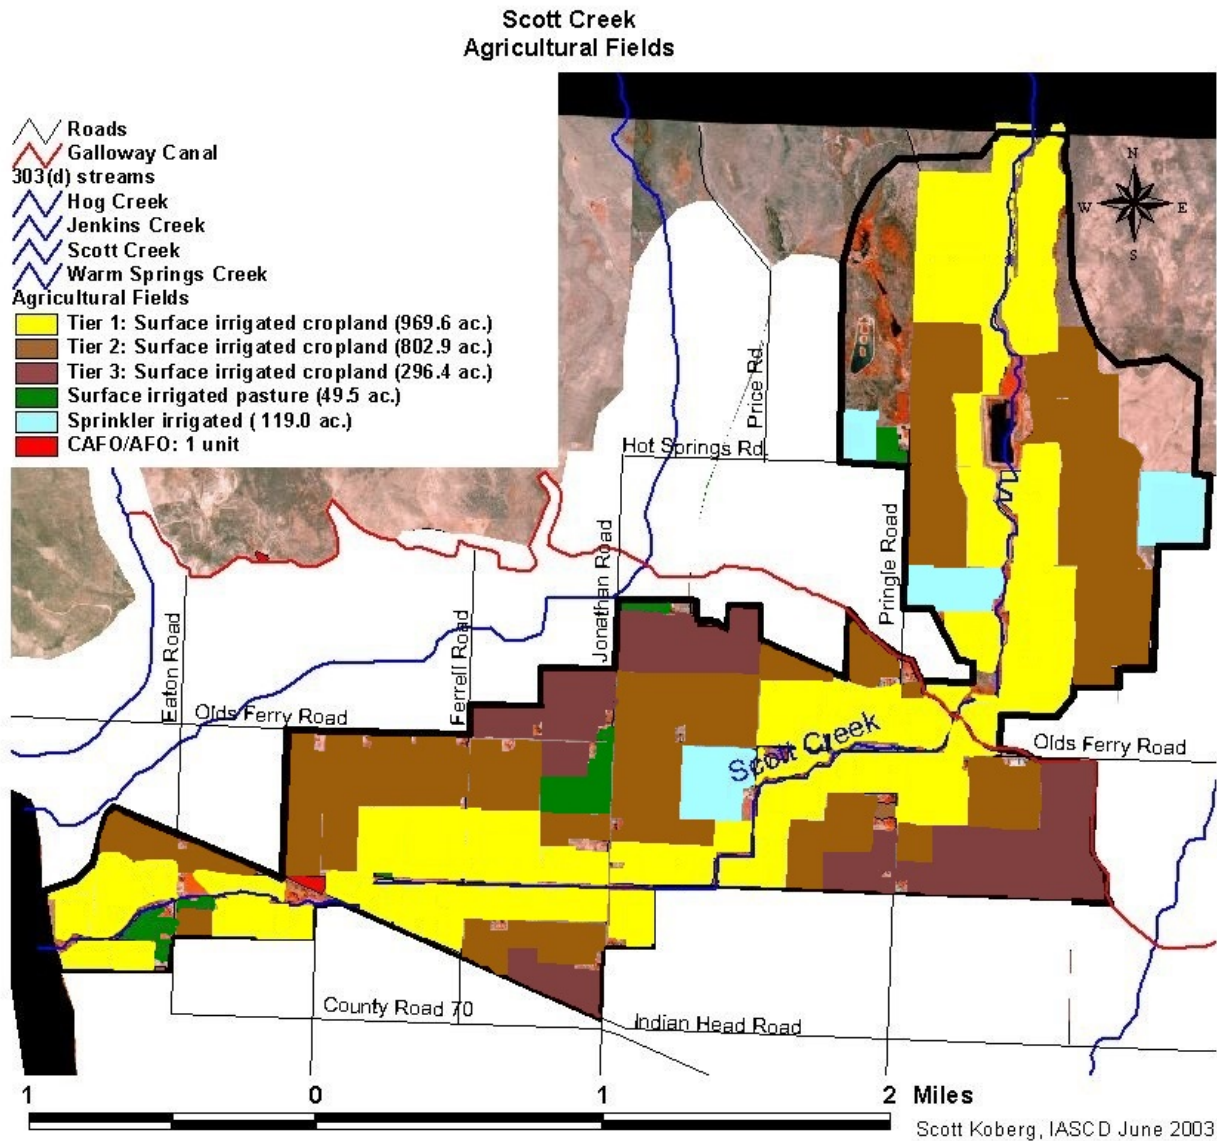 Scott Creek
Agricultural Fields
Roads
Galloway Canal
303(d) streams
Hog Creek
Jenkins Creek
Scott Creek
Warm Springs Creek
Agricultural Fields
Tier 1: Surface irrigated cropland (969.6 ac.)
Tier 2: Surface irrigated cropland (802.9 ac.)
Tier 3: Surface irrigated cropland (296.4 ac.)
Surface irrigated pasture (49.5 ac.)
Sprinkler irrigated ( 119.0 ac.)
CAFO/AFO: 1 unit
N
W E
S
Price Rd.
Hot Springs Rd.
Pringle Road
Jonathan Road
Ferrell Road
Eaton Road
Olds Ferry Road
Scott Creek
Olds Ferry Road
County Road 70
Indian Head Road
1 0 1 2 Miles
Scott Koberg, IASCD June 2003